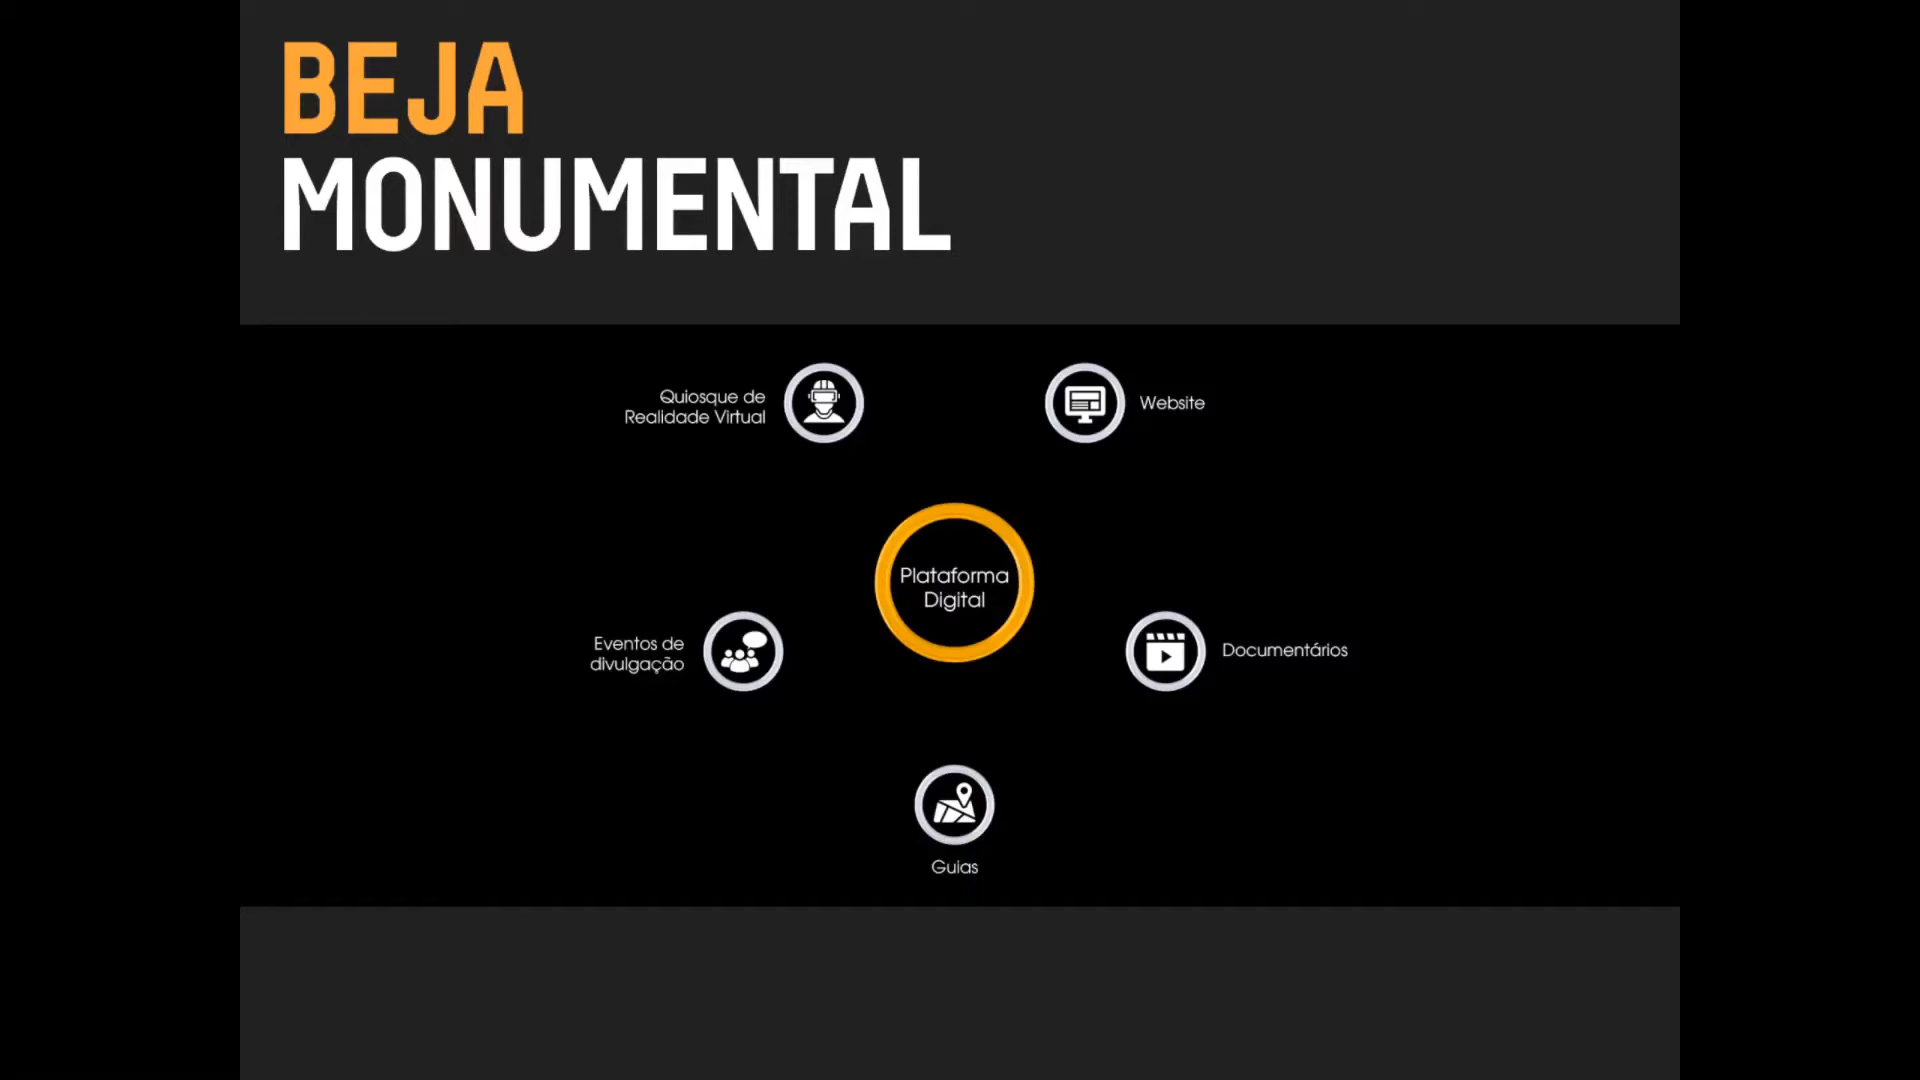 BEJA
MONUMENTAL
Quiosque de
Realidade Virtual
Website
Plataforma
Digital
Eventos de
divulgação
Documentários
Guias